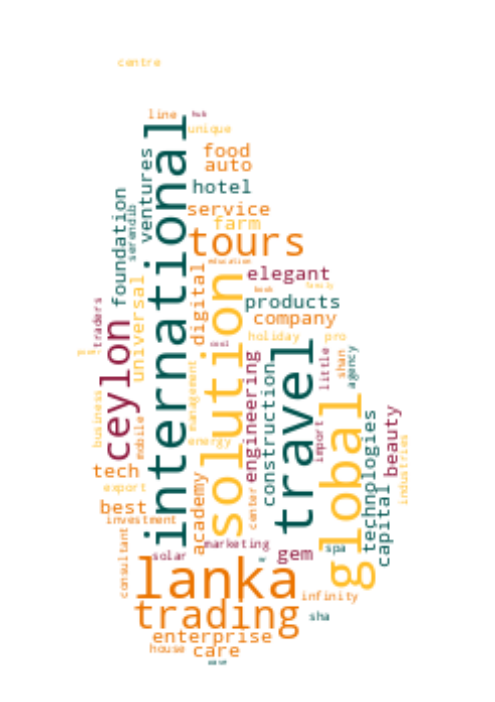 centre
line
hub
unique
food
auto
ventures
international
hotel
foundation
serendib
service
farm
tours
education
elegant
digital
universal
solution
book
family
products
company
traders
ceylon
holiday
pro
cool
travel
little
shan
agency
management
engineering
construction
business
mobile
energy
import
global
technologies
beauty
industries
capital
tech
export
best
investment
academy
center
marketing
gem
spa
solar
consultant
lanka
infinity
trading
sha
enterprise
house
care